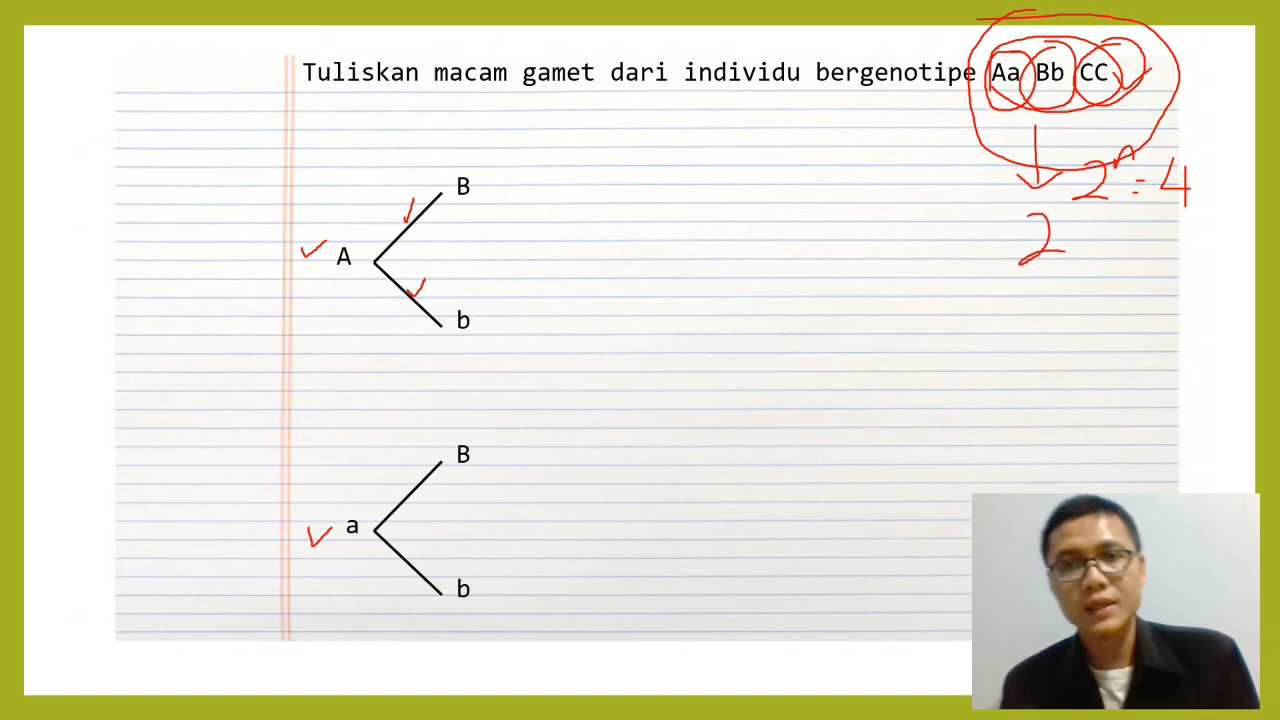 Tuliskan macam gamet dari individu bergenotipe Aa Bb CC
2ⁿ = 4
2
B
A
b
B
a
b